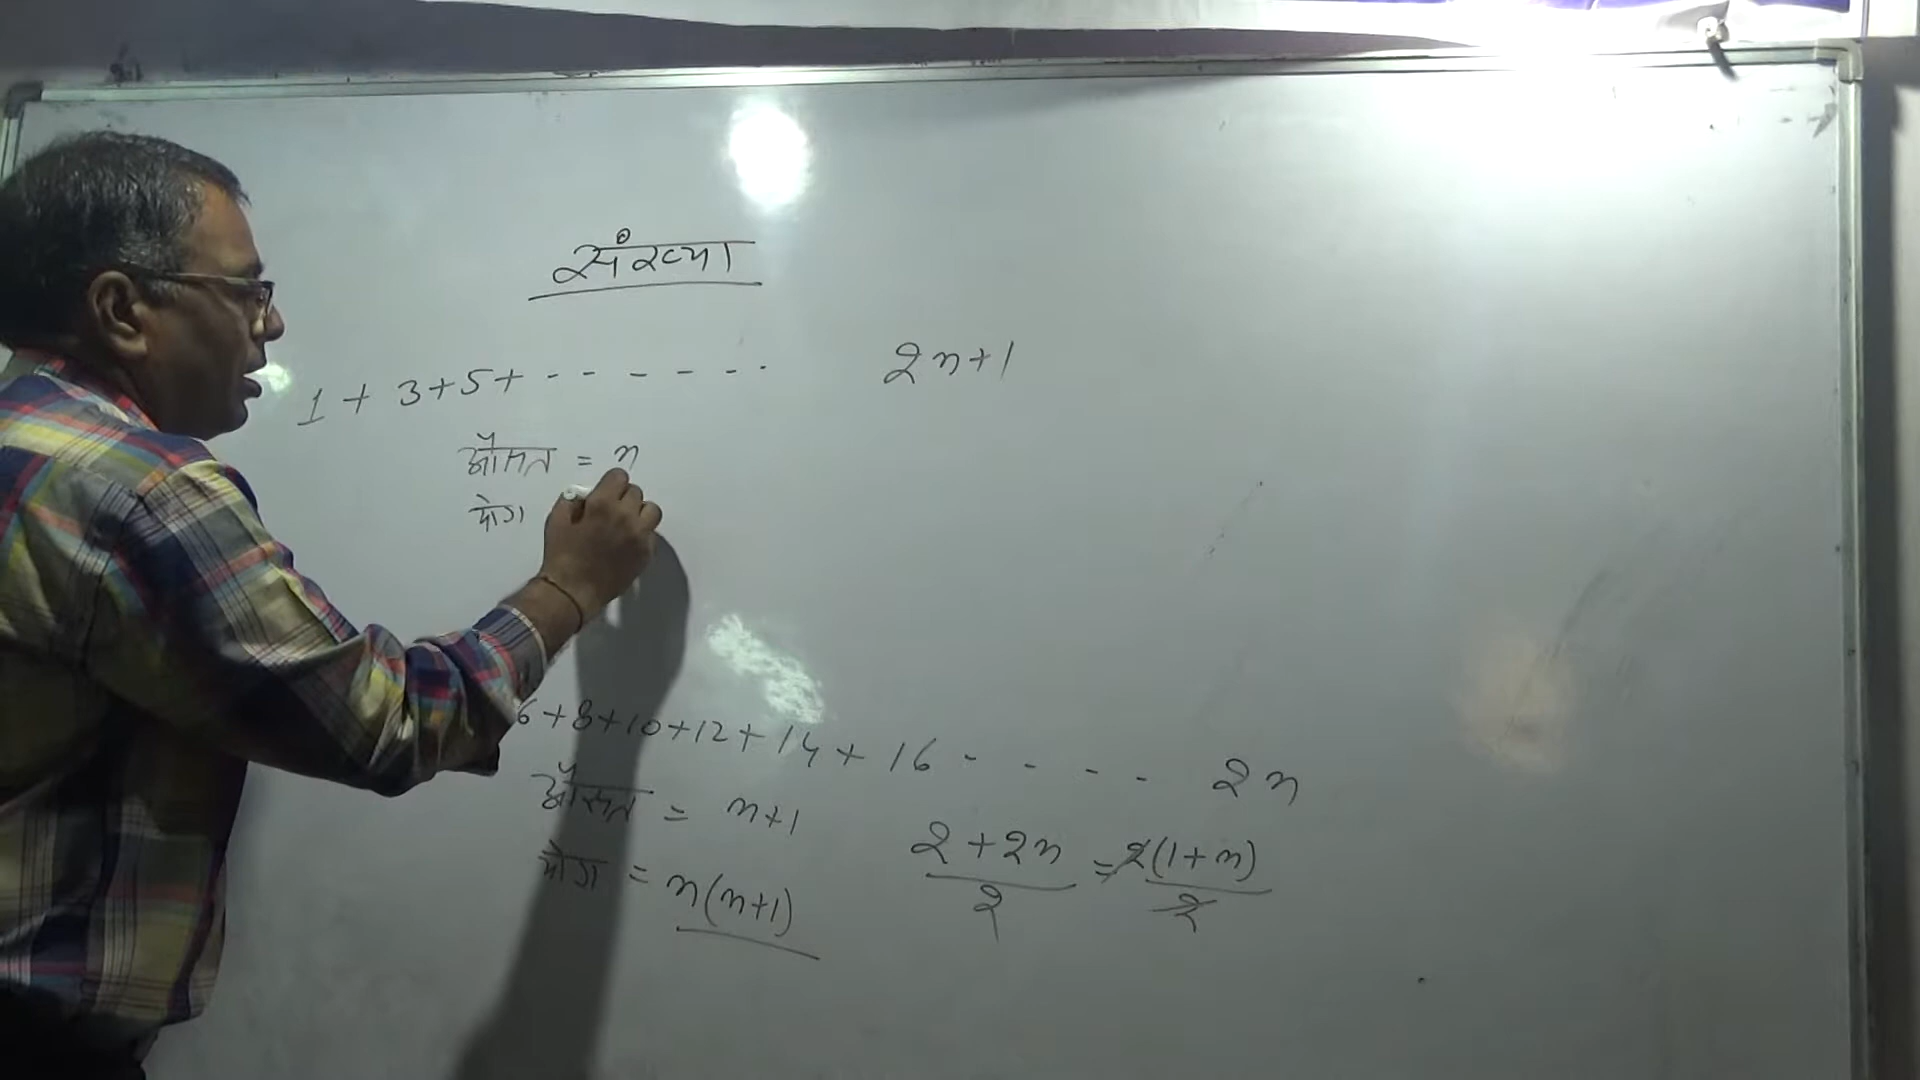 संख्या
1 + 3+5+ - - - - - - - 2n+1
औसत = n
योग
6+8+10+12+14+16 - - - - 2n
औसत = n+1
योग = n(n+1)
2+2n/2 = 2(1+n)/2